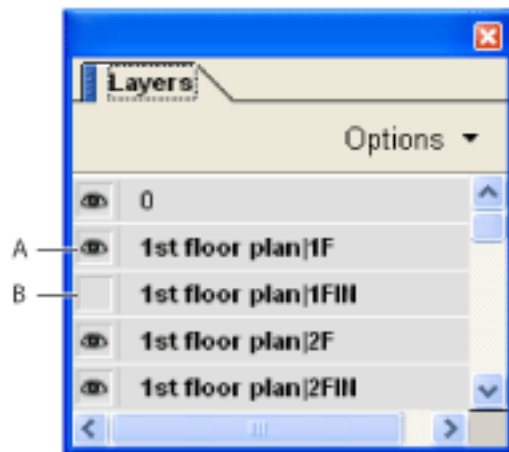 Layers
Options
0
A
1st floor plan|1F
B
1st floor plan|1FIN
1st floor plan|2F
1st floor plan|2FIN